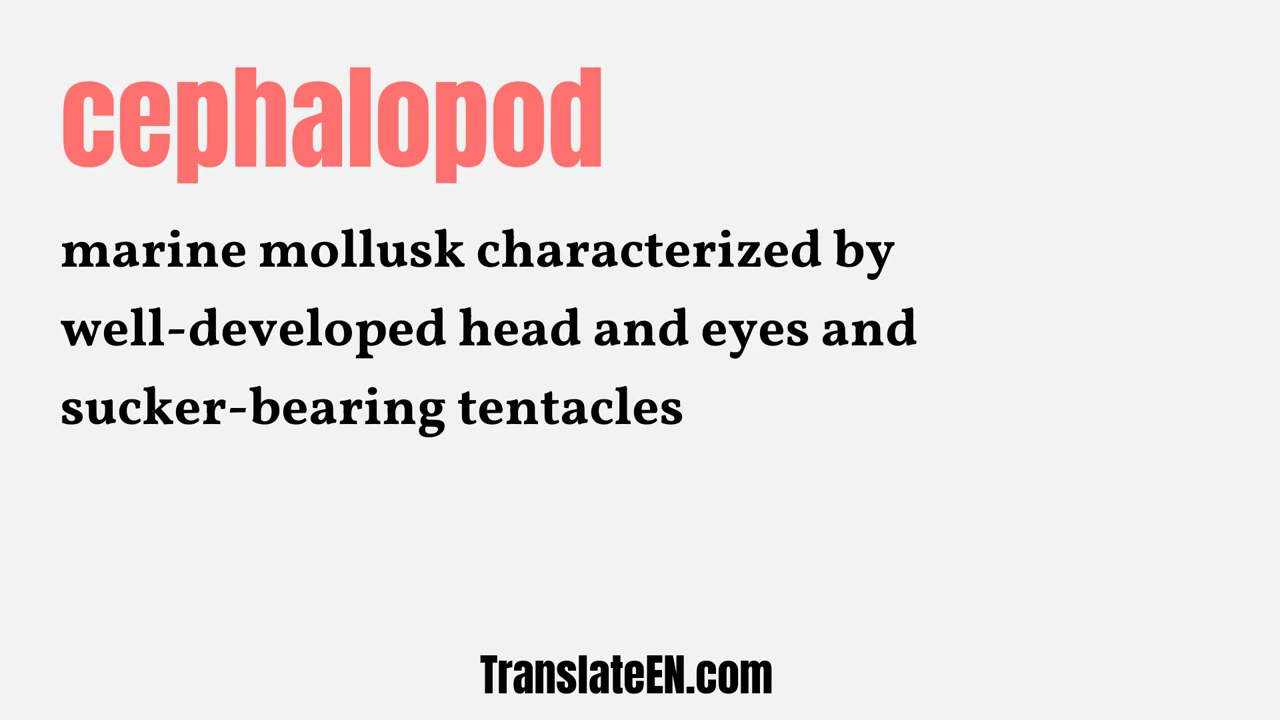 cephalopod
marine mollusk characterized by
well-developed head and eyes and
sucker-bearing tentacles
TranslateEN.com